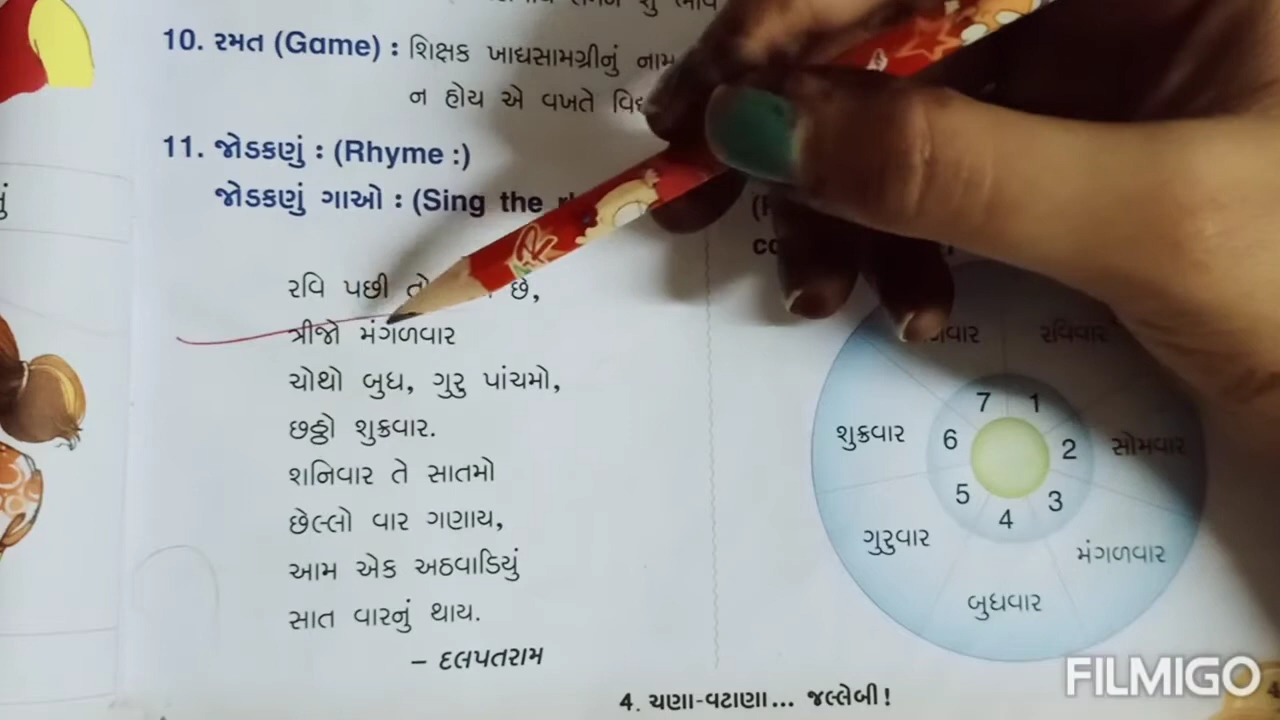 10. રમત (Game) : શિક્ષક ખાદ્યસામગ્રીનું નામ
ન હોય એ વખતે
11. જોડકણું : (Rhyme :)
જોડકણું ગાઓ : (Sing the
રવિ પછી તો છે,
ત્રીજો મંગળવાર
ચોથો બુધ, ગુરુ પાંચમો,
છઠ્ઠો શુક્રવાર.
શનિવાર તે સાતમો
છેલ્લો વાર ગણાય,
આમ એક અઠવાડિયું
સાત વારનું થાય.
– દલપતરામ
રવિવાર
સોમવાર
મંગળવાર
બુધવાર
ગુરુવાર
શુક્રવાર
1
2
3
4
5
6
7
4. ચણા-વટાણા... જલ્લેબી!
FILMIGO